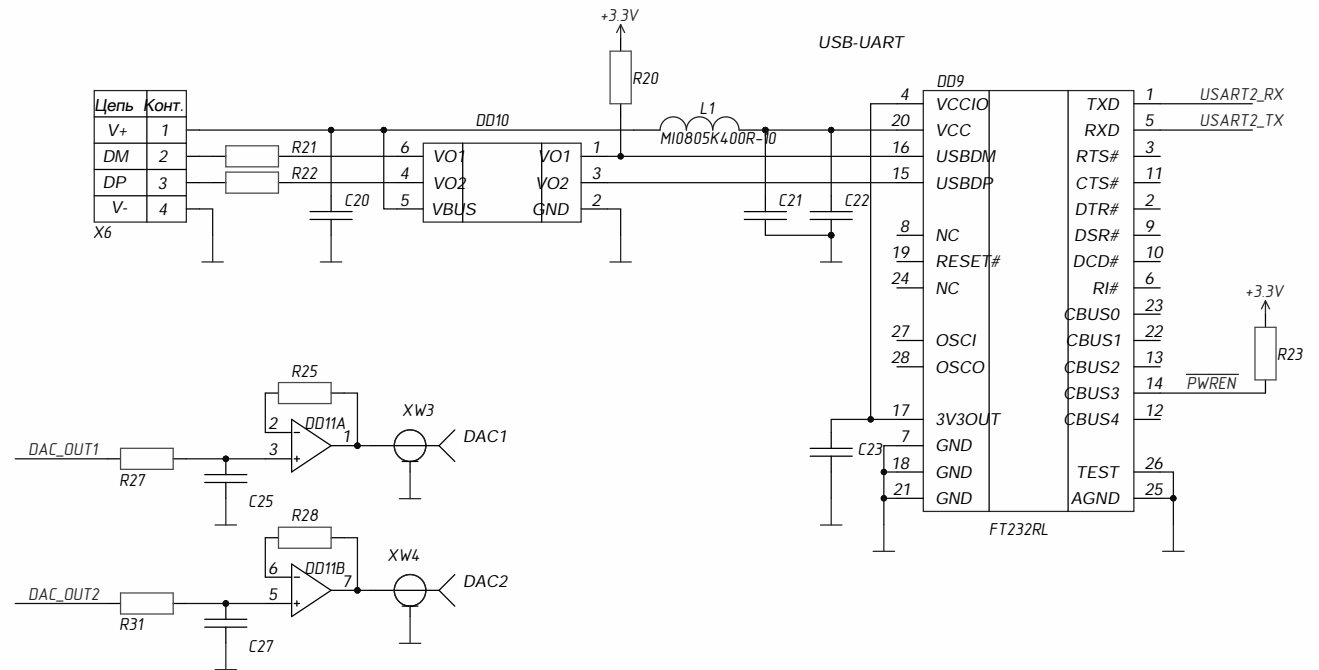 +3.3V
USB-UART
R20
DD9
Цепь Конт.
V+ 1
DM 2
DP 3
V- 4
X6
R21
R22
C20
DD10
6 VO1 VO1 1
4 VO2 VO2 3
5 VBUS GND 2
L1
MI0805K400R-10
C21
C22
4 VCCIO TXD 1 USART2_RX
20 VCC RXD 5 USART2_TX
16 USBDM RTS# 3
15 USBDP CTS# 11
DTR# 2
8 NC DSR# 9
19 RESET# DCD# 10
24 NC RI# 6
CBUS0 23
27 OSCI CBUS1 22
28 OSCO CBUS2 13
CBUS3 14 PWREN
17 3V3OUT CBUS4 12
7 GND
18 GND TEST 26
21 GND AGND 25
FT232RL
C23
+3.3V
R23
R25
DD11A
2 - 1
3 +
XW3
DAC1
DAC_OUT1
R27
C25
R28
DD11B
6 - 7
5 +
XW4
DAC2
DAC_OUT2
R31
C27